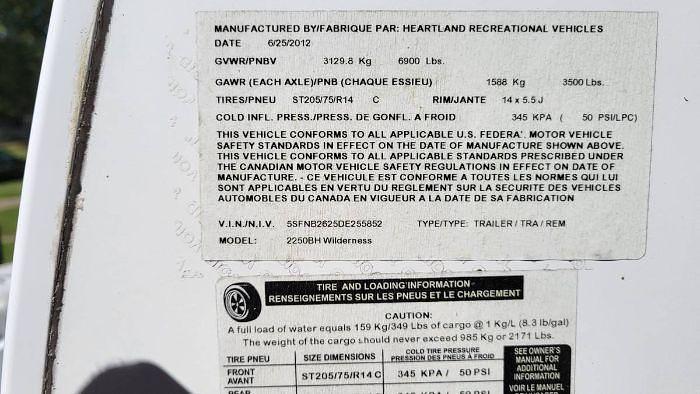 MANUFACTURED BY/FABRIQUE PAR: HEARTLAND RECREATIONAL VEHICLES
DATE 6/25/2012
GVWR/PNBV 3129.8 Kg 6900 Lbs.
GAWR (EACH AXLE)/PNB (CHAQUE ESSIEU) 1588 Kg 3500 Lbs.
TIRES/PNEU ST205/75/R14 C RIM/JANTE 14 x 5.5 J
COLD INFL. PRESS./PRESS. DE GONFL. A FROID 345 KPA ( 50 PSI/LPC)
THIS VEHICLE CONFORMS TO ALL APPLICABLE U.S. FEDERA'. MOTOR VEHICLE
SAFETY STANDARDS IN EFFECT ON THE DATE OF MANUFACTURE SHOWN ABOVE.
THIS VEHICLE CONFORMS TO ALL APPLICABLE STANDARDS PRESCRIBED UNDER
THE CANADIAN MOTOR VEHICLE SAFETY REGULATIONS IN EFFECT ON DATE OF
MANUFACTURE. - CE VEHICULE EST CONFORME A TOUTES LES NORMES QUI LUI
SONT APPLICABLES EN VERTU DU REGLEMENT SUR LA SECURITE DES VEHICLES
AUTOMOBILES DU CANADA EN VIGUEUR A LA DATE DE SA FABRICATION
V.I.N./N.I.V. 5SFNB2625DE255852 TYPE/TYPE: TRAILER / TRA / REM
MODEL: 2250BH Wilderness
TIRE AND LOADING INFORMATION
RENSEIGNEMENTS SUR LES PNEUS ET LE CHARGEMENT
CAUTION:
A full load of water equals 159 Kg/349 Lbs of cargo @ 1 Kg/L (8.3 lb/gal)
The weight of the cargo should never exceed 985 Kg or 2171 Lbs.
TIRE PNEU SIZE DIMENSIONS COLD TIRE PRESSURE
PRESSION DES PNEUS A FROID
SEE OWNER'S
MANUAL FOR
ADDITIONAL
INFORMATION
VOIR LE MANUEL
FRONT
AVANT
ST205/75/R14 C 345 KPA / 50 PSI